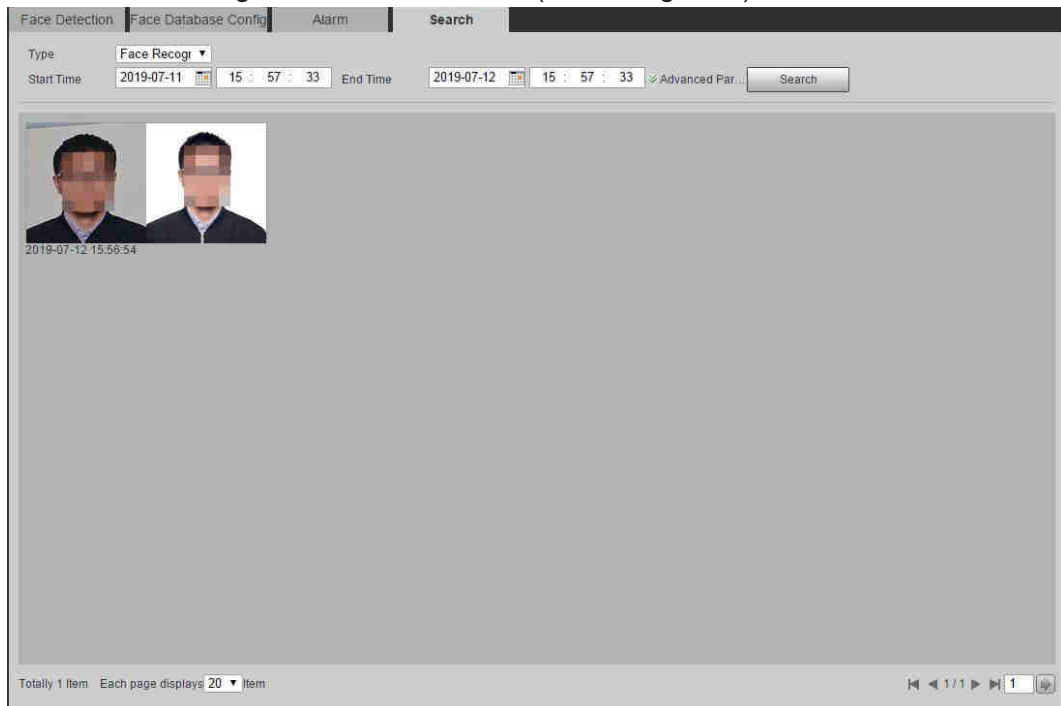 Face Detection Face Database Config Alarm Search
Type Face Recogr
Start Time 2019-07-11 15 : 57 : 33 End Time 2019-07-12 15 : 57 : 33 Advanced Par... Search
2019-07-12 15:56:54
Totally 1 Item Each page displays 20 Item 1/1 1